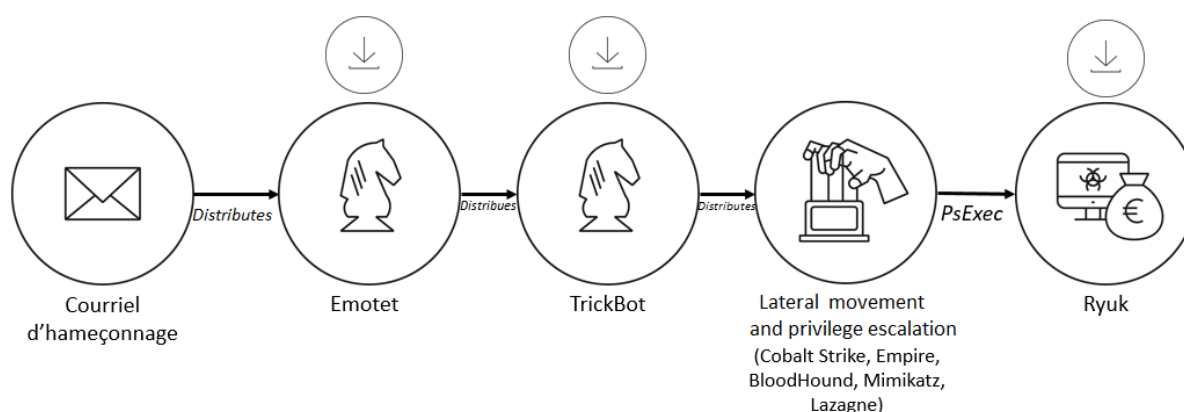 Distributes
Distribues
Distributes
PsExec
Courriel
d'hameçonnage
Emotet
TrickBot
Lateral movement
and privilege escalation
(Cobalt Strike, Empire,
BloodHound, Mimikatz,
Lazagne)
Ryuk
€